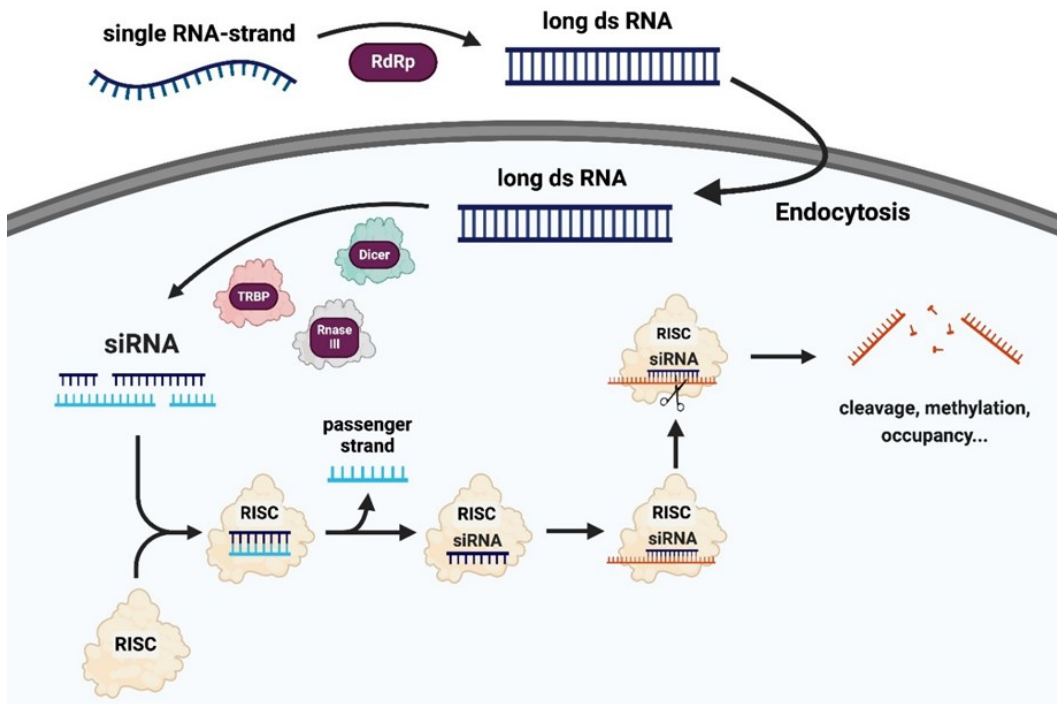 single RNA-strand
RdRp
long ds RNA
long ds RNA
Endocytosis
Dicer
TRBP
Rnase
III
siRNA
RISC
siRNA
cleavage, methylation,
occupancy...
passenger
strand
RISC
RISC
siRNA
RISC
siRNA
RISC